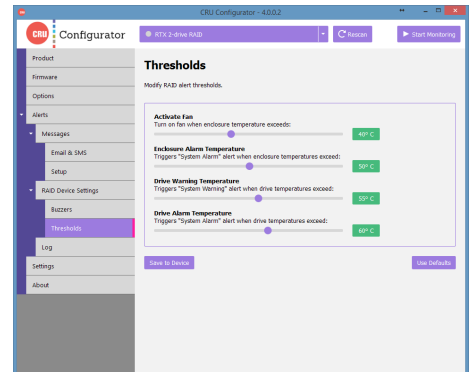 CRU Configurator - 4.0.0.2
CRU Configurator
RTX 2-drive RAID
Rescan
Start Monitoring
Product
Firmware
Options
Alerts
Messages
Email & SMS
Setup
RAID Device Settings
Buzzers
Thresholds
Log
Settings
About
Thresholds
Modify RAID alert thresholds.
Activate Fan
Turn on fan when enclosure temperature exceeds:
40° C
Enclosure Alarm Temperature
Triggers "System Alarm" alert when enclosure temperatures exceed:
50° C
Drive Warning Temperature
Triggers "System Warning" alert when drive temperatures exceed:
55° C
Drive Alarm Temperature
Triggers "System Alarm" alert when drive temperatures exceed:
60° C
Save to Device
Use Defaults